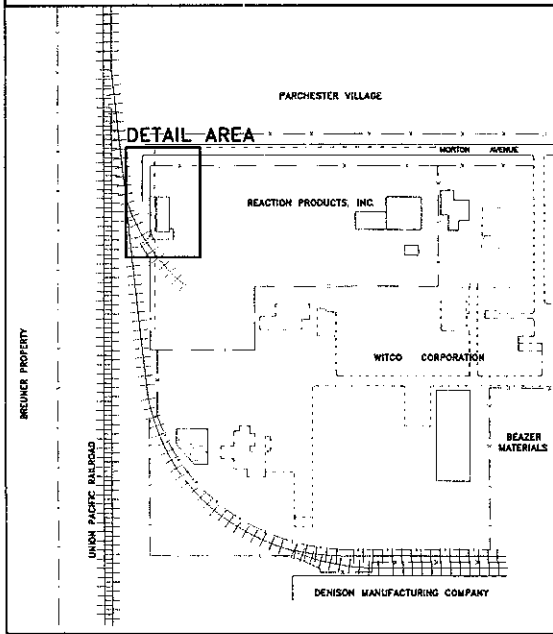 PARCHESTER VILLAGE
DETAIL AREA
MORTON AVENUE
REACTION PRODUCTS, INC.
WITCO CORPORATION
BREUNER PROPERTY
UNION PACIFIC RAILROAD
BEAZER
MATERIALS
DENISON MANUFACTURING COMPANY